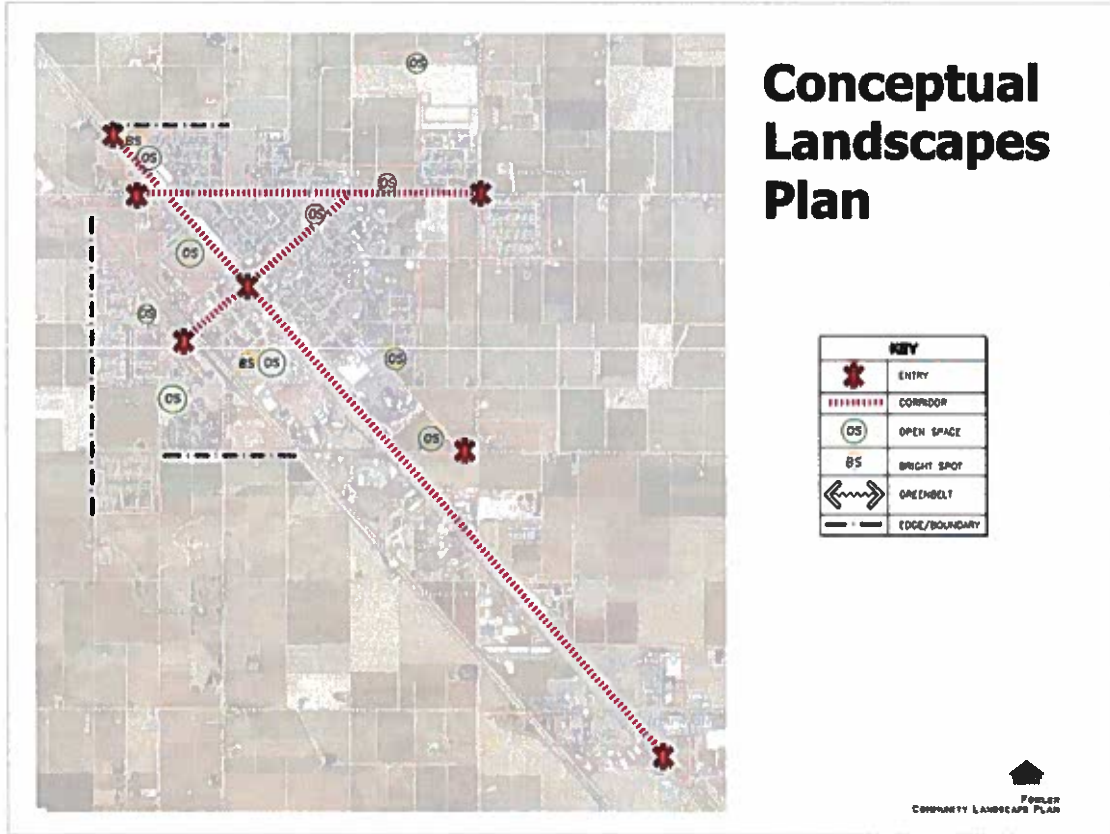 Conceptual
Landscapes
Plan
OS
BS
OS
OS
OS
OS
OS
BS OS
OS
OS
OS
KEY
ENTRY
CORRIDOR
OS OPEN SPACE
BS BRIGHT SPOT
GREENBELT
EDGE/BOUNDARY
FOWLER
COMMUNITY LANDSCAPE PLAN